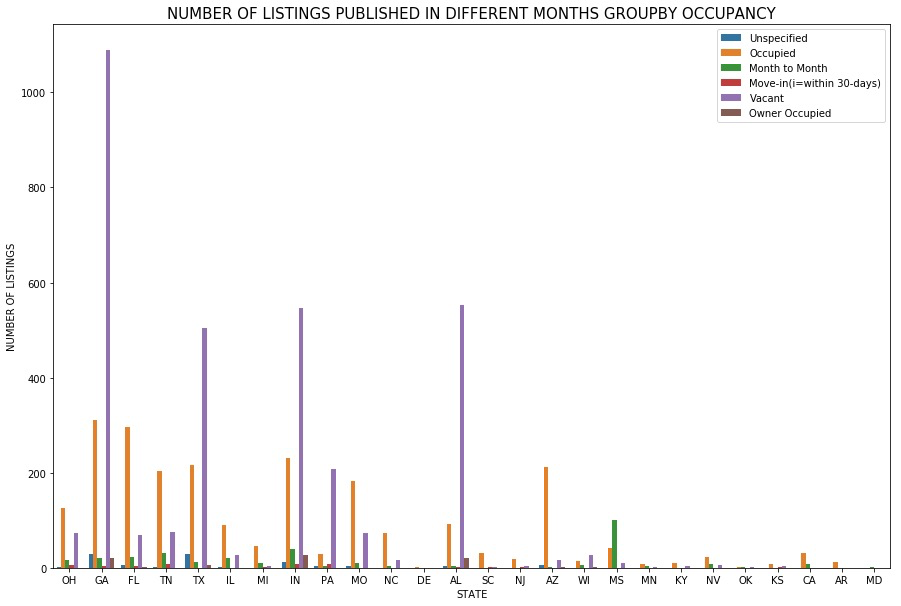 NUMBER OF LISTINGS PUBLISHED IN DIFFERENT MONTHS GROUPBY OCCUPANCY
Unspecified
Occupied
Month to Month
Move-in(i=within 30-days)
Vacant
Owner Occupied
NUMBER OF LISTINGS
1000
800
600
400
200
0
OH GA FL TN TX IL MI IN PA MO NC DE AL SC NJ AZ WI MS MN KY NV OK KS CA AR MD
STATE